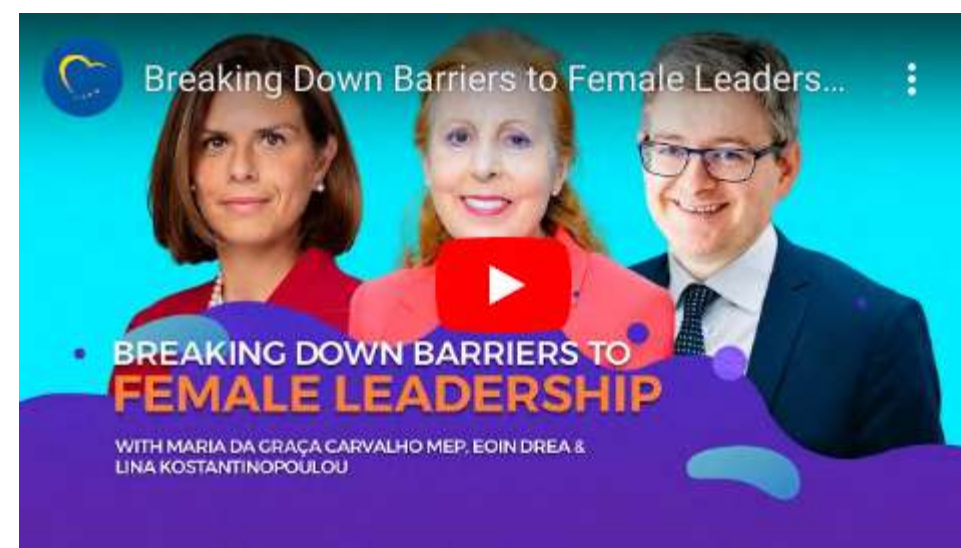 Breaking Down Barriers to Female Leaders...
BREAKING DOWN BARRIERS TO
FEMALE LEADERSHIP
WITH MARIA DA GRAÇA CARVALHO MEP, EOIN DREA &
LINA KOSTANTINOPOULOU